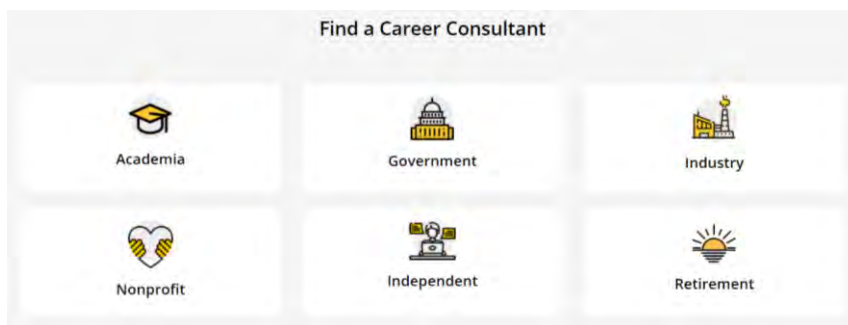 Find a Career Consultant
Academia
Government
Industry
Nonprofit
Independent
Retirement